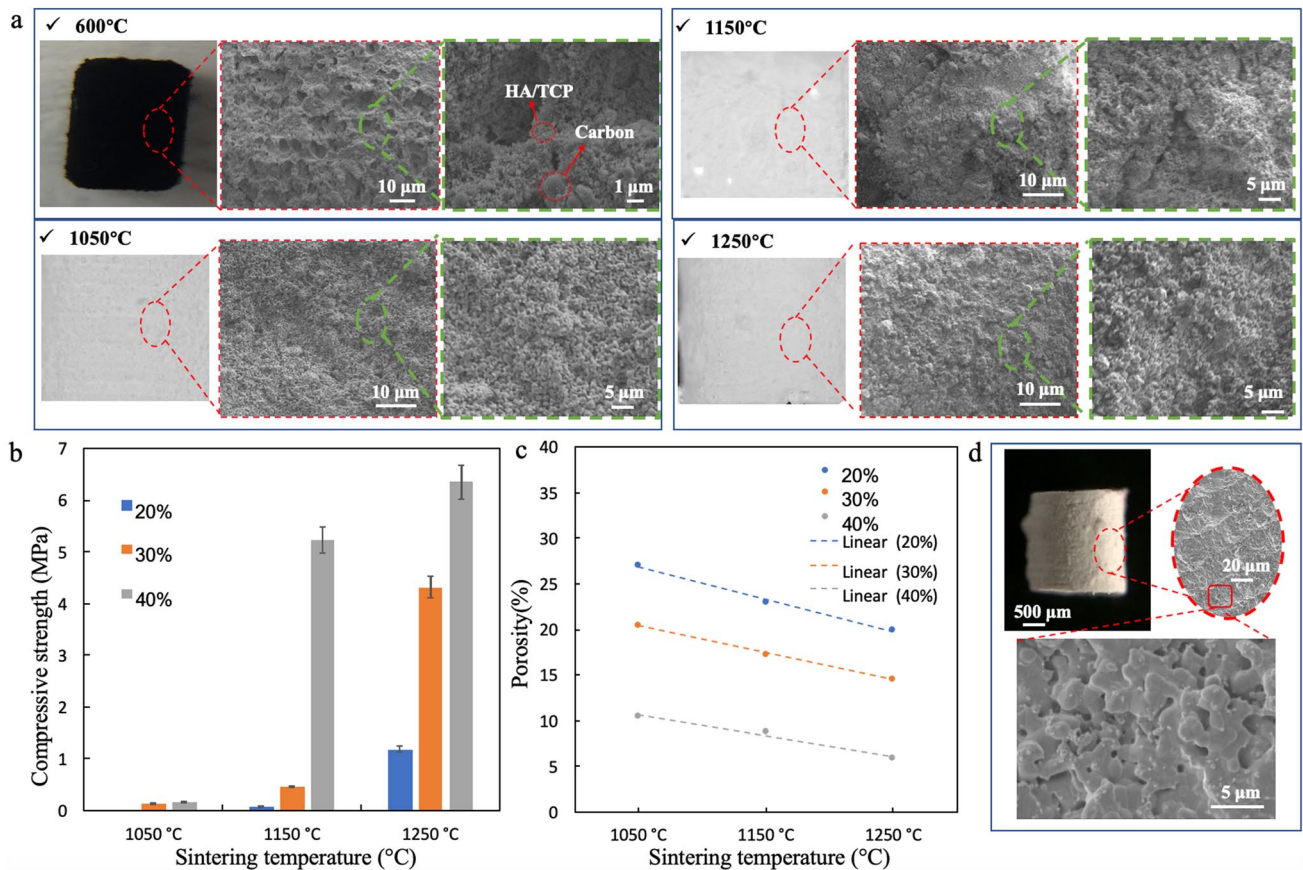 a
✓ 600°C
HA/TCP
Carbon
10 µm
1 µm
✓ 1150°C
10 µm
5 µm
✓ 1050°C
10 µm
5 µm
✓ 1250°C
10 µm
5 µm
b
Compressive strength (MPa)
7
6
5
4
3
2
1
0
20%
30%
40%
1050 °C
1150 °C
1250 °C
Sintering temperature (°C)
c
Porosity(%)
40
35
30
25
20
15
10
5
0
20%
30%
40%
Linear (20%)
Linear (30%)
Linear (40%)
1050 °C
1150 °C
1250 °C
Sintering temperature (°C)
d
500 µm
20 µm
5 µm